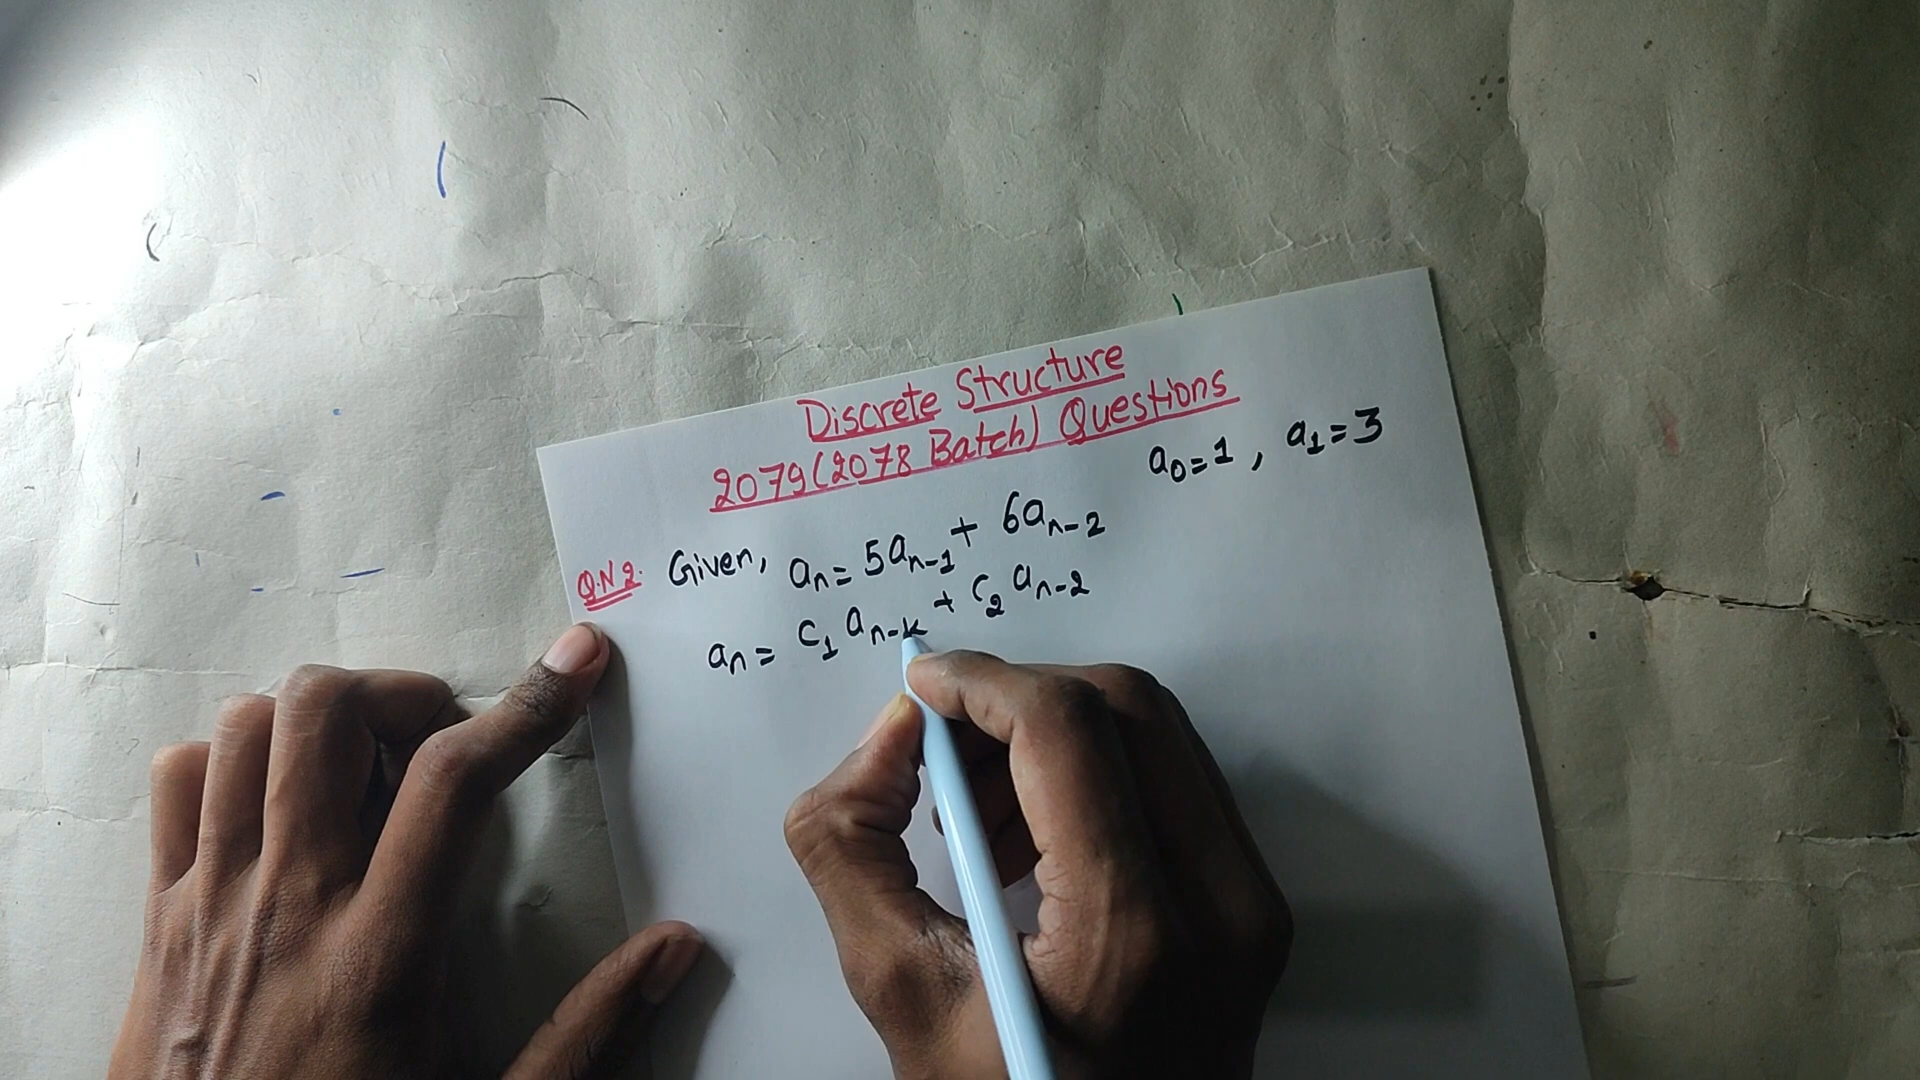 Discrete Structure
2079 (2078 Batch) Questions
Q.N 2. Given, aₙ = 5aₙ₋₁ + 6aₙ₋₂ a₀ = 1, a₁ = 3
aₙ = c₁ aₙ₋ₖ + c₂ aₙ₋₂